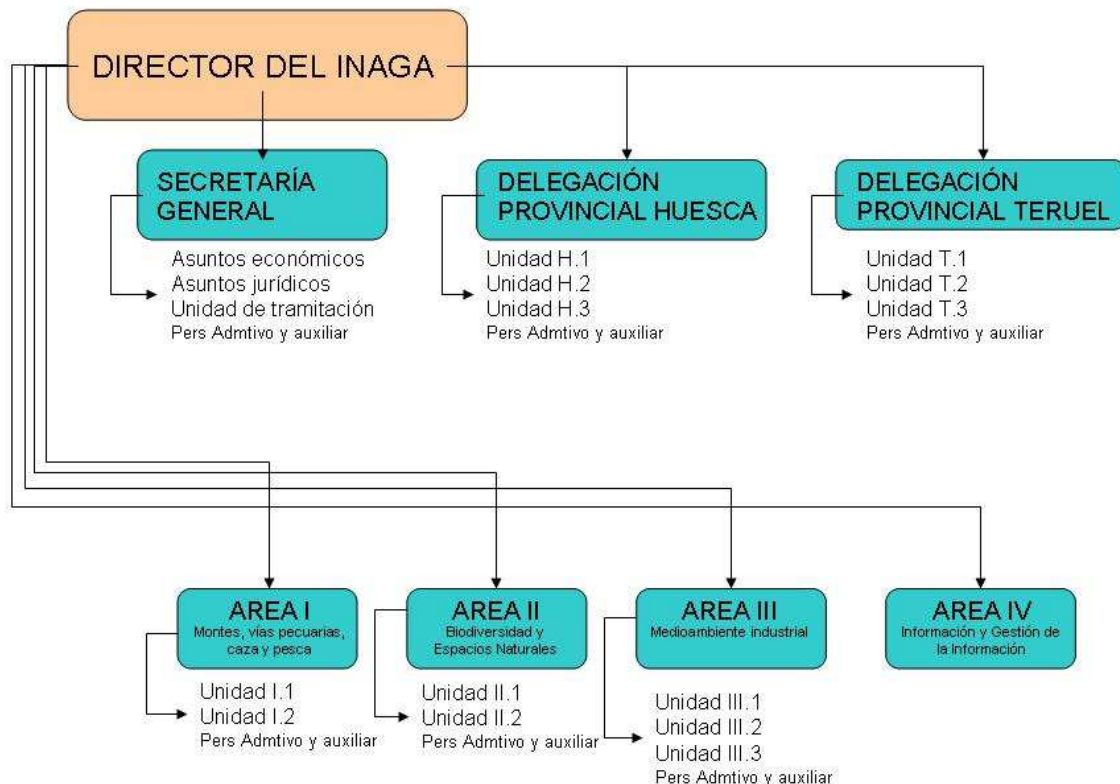 DIRECTOR DEL INAGA
SECRETARÍA
GENERAL
Asuntos económicos
Asuntos jurídicos
Unidad de tramitación
Pers Admtivo y auxiliar
DELEGACIÓN
PROVINCIAL HUESCA
Unidad H.1
Unidad H.2
Unidad H.3
Pers Admtivo y auxiliar
DELEGACIÓN
PROVINCIAL TERUEL
Unidad T.1
Unidad T.2
Unidad T.3
Pers Admtivo y auxiliar
AREA I
Montes, vías pecuarias,
caza y pesca
Unidad I.1
Unidad I.2
Pers Admtivo y auxiliar
AREA II
Biodiversidad y
Espacios Naturales
Unidad II.1
Unidad II.2
Pers Admtivo y auxiliar
AREA III
Medioambiente industrial
Unidad III.1
Unidad III.2
Unidad III.3
Pers Admtivo y auxiliar
AREA IV
Información y Gestión de
la Información